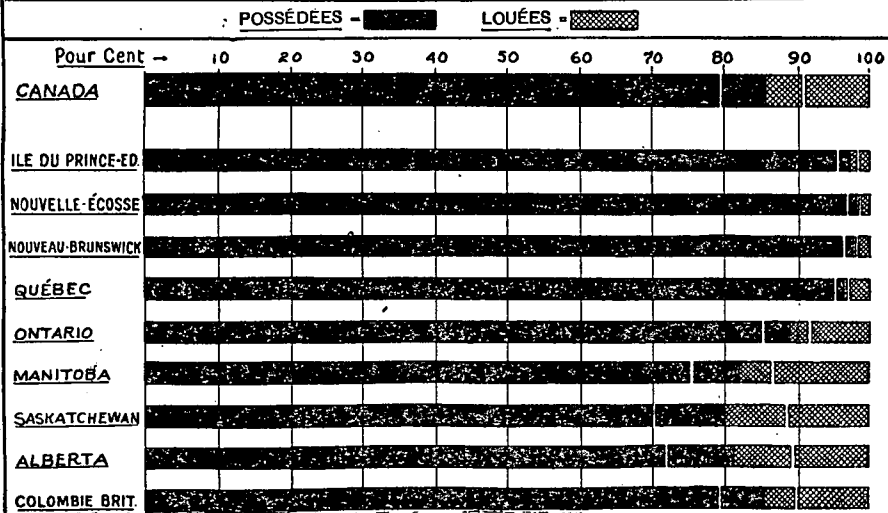 POSSÉDÉES = LOUÉES =
Pour Cent → 10 20 30 40 50 60 70 80 90 100
CANADA
ILE DU PRINCE-ED.
NOUVELLE-ÉCOSSE
NOUVEAU-BRUNSWICK
QUÉBEC
ONTARIO
MANITOBA
SASKATCHEWAN
ALBERTA
COLOMBIE BRIT.